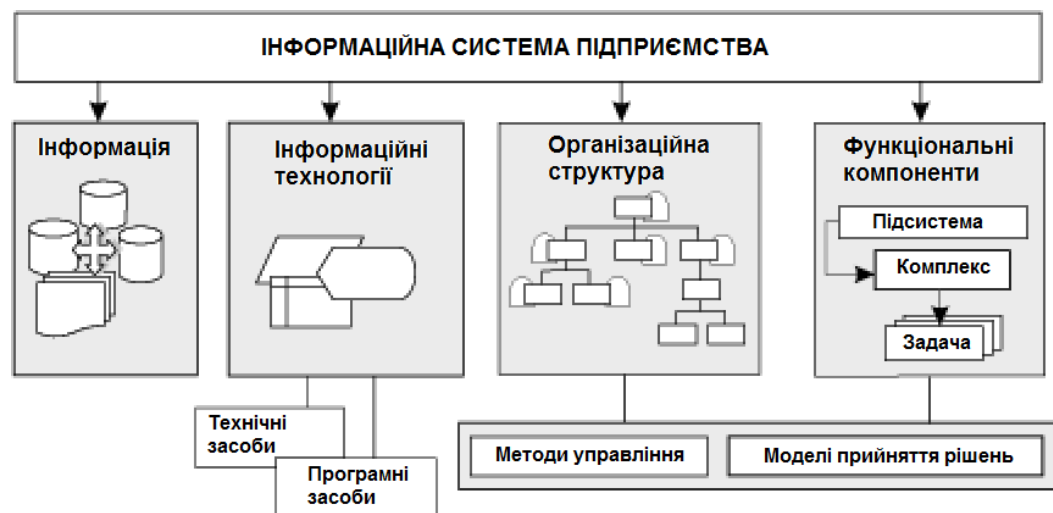 ІНФОРМАЦІЙНА СИСТЕМА ПІДПРИЄМСТВА
Інформація
Інформаційні
технології
Організаційна
структура
Функціональні
компоненти
Підсистема
Комплекс
Задача
Технічні
засоби
Програмні
засоби
Методи управління
Моделі прийняття рішень